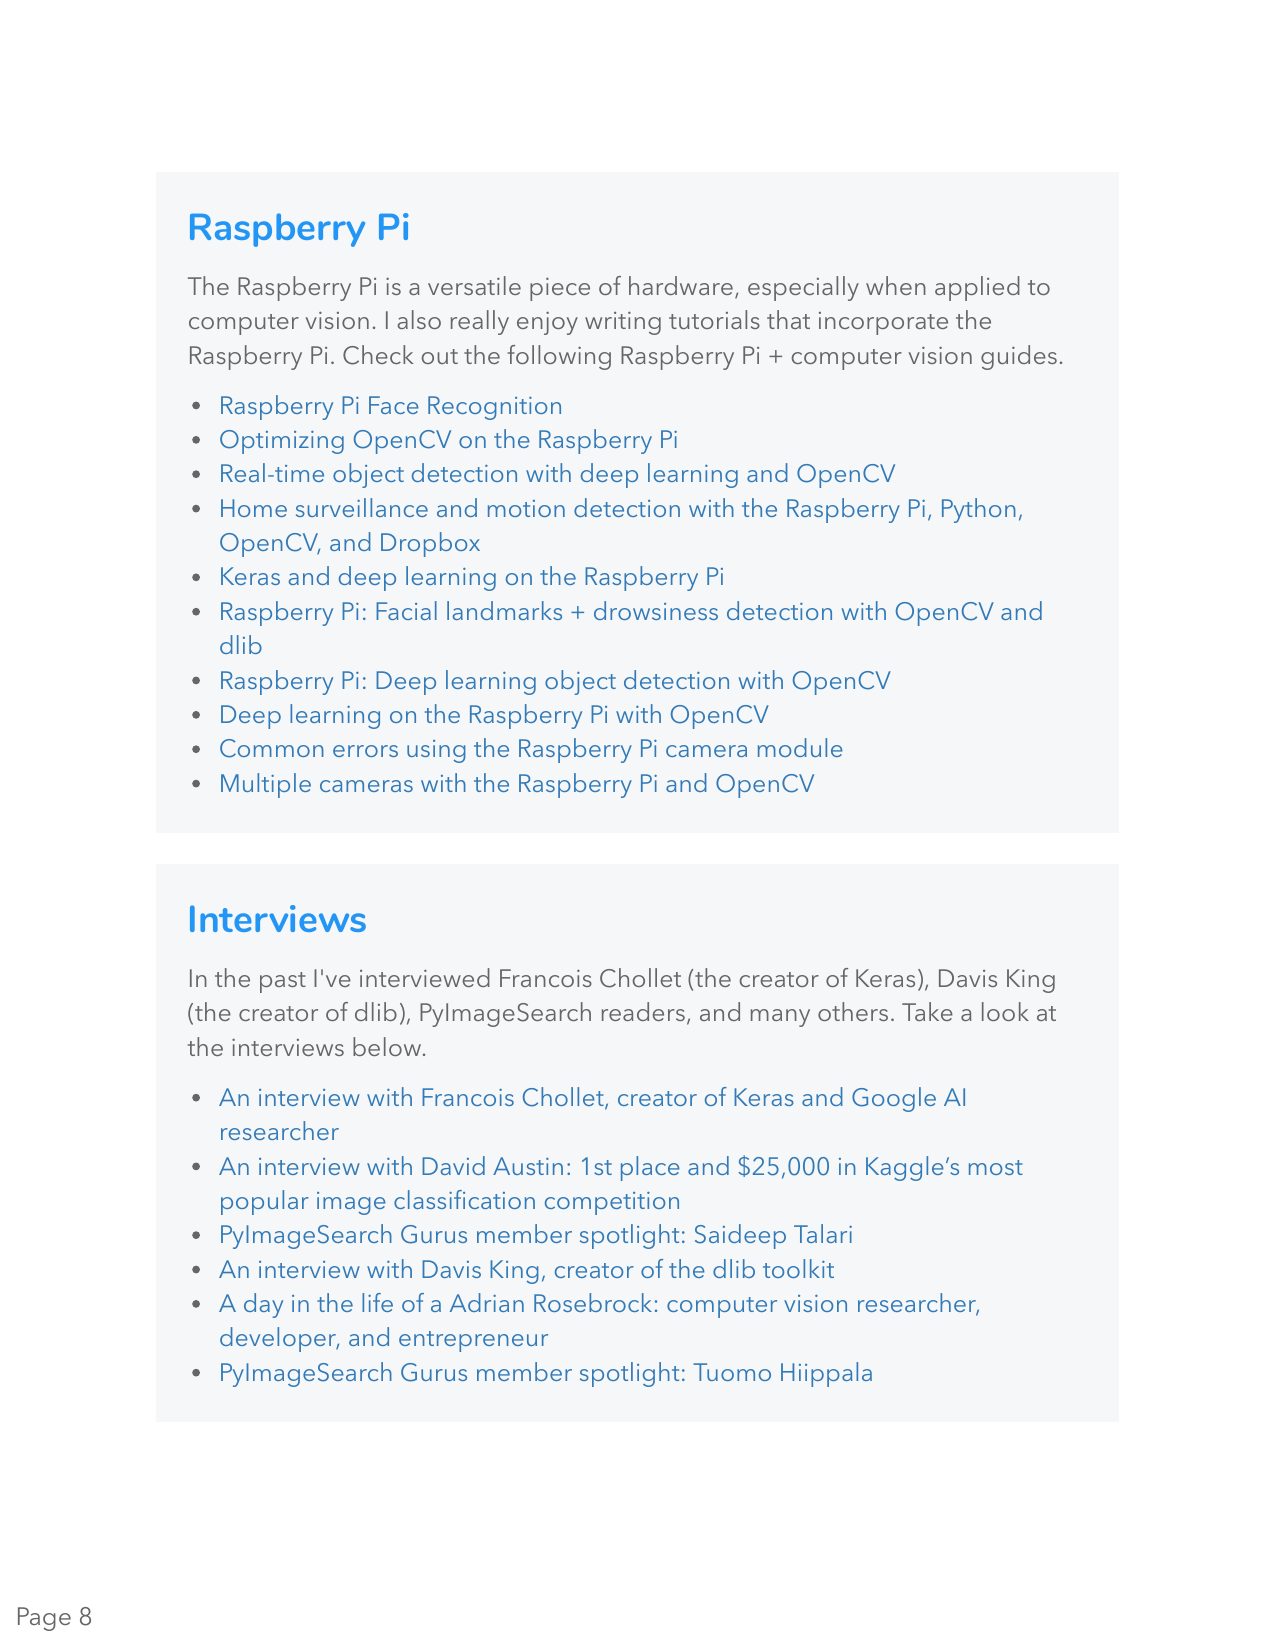 Raspberry Pi
The Raspberry Pi is a versatile piece of hardware, especially when applied to
computer vision. I also really enjoy writing tutorials that incorporate the
Raspberry Pi. Check out the following Raspberry Pi + computer vision guides.
• Raspberry Pi Face Recognition
• Optimizing OpenCV on the Raspberry Pi
• Real-time object detection with deep learning and OpenCV
• Home surveillance and motion detection with the Raspberry Pi, Python,
OpenCV, and Dropbox
• Keras and deep learning on the Raspberry Pi
• Raspberry Pi: Facial landmarks + drowsiness detection with OpenCV and
dlib
• Raspberry Pi: Deep learning object detection with OpenCV
• Deep learning on the Raspberry Pi with OpenCV
• Common errors using the Raspberry Pi camera module
• Multiple cameras with the Raspberry Pi and OpenCV
Interviews
In the past I've interviewed Francois Chollet (the creator of Keras), Davis King
(the creator of dlib), PyImageSearch readers, and many others. Take a look at
the interviews below.
• An interview with Francois Chollet, creator of Keras and Google AI
researcher
• An interview with David Austin: 1st place and $25,000 in Kaggle’s most
popular image classification competition
• PyImageSearch Gurus member spotlight: Saideep Talari
• An interview with Davis King, creator of the dlib toolkit
• A day in the life of a Adrian Rosebrock: computer vision researcher,
developer, and entrepreneur
• PyImageSearch Gurus member spotlight: Tuomo Hiippala
Page 8